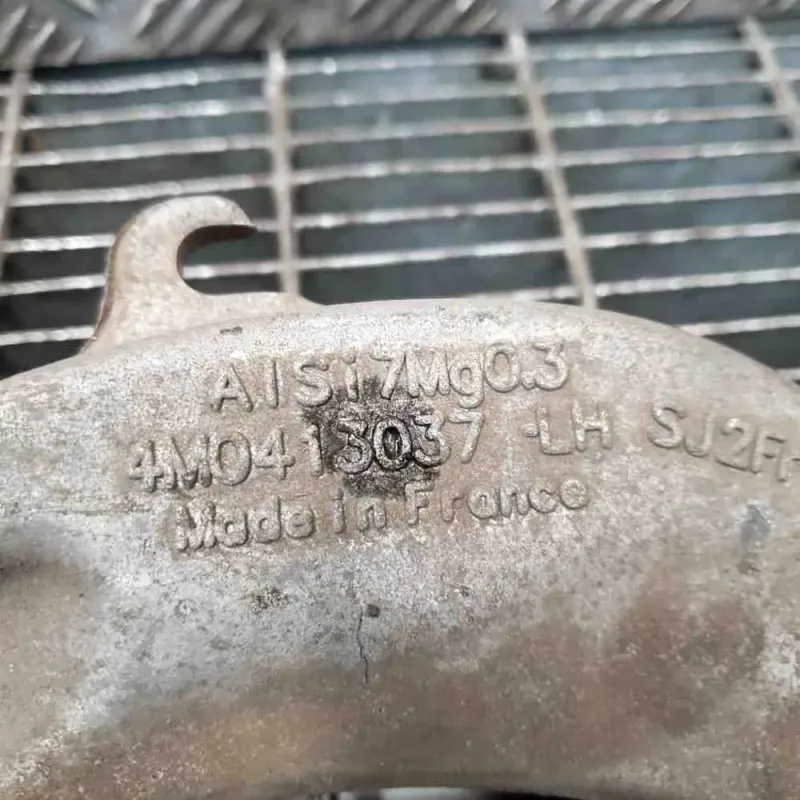 AlSi7Mg0.3
4M0413037 -LH SJ2F
Made in France